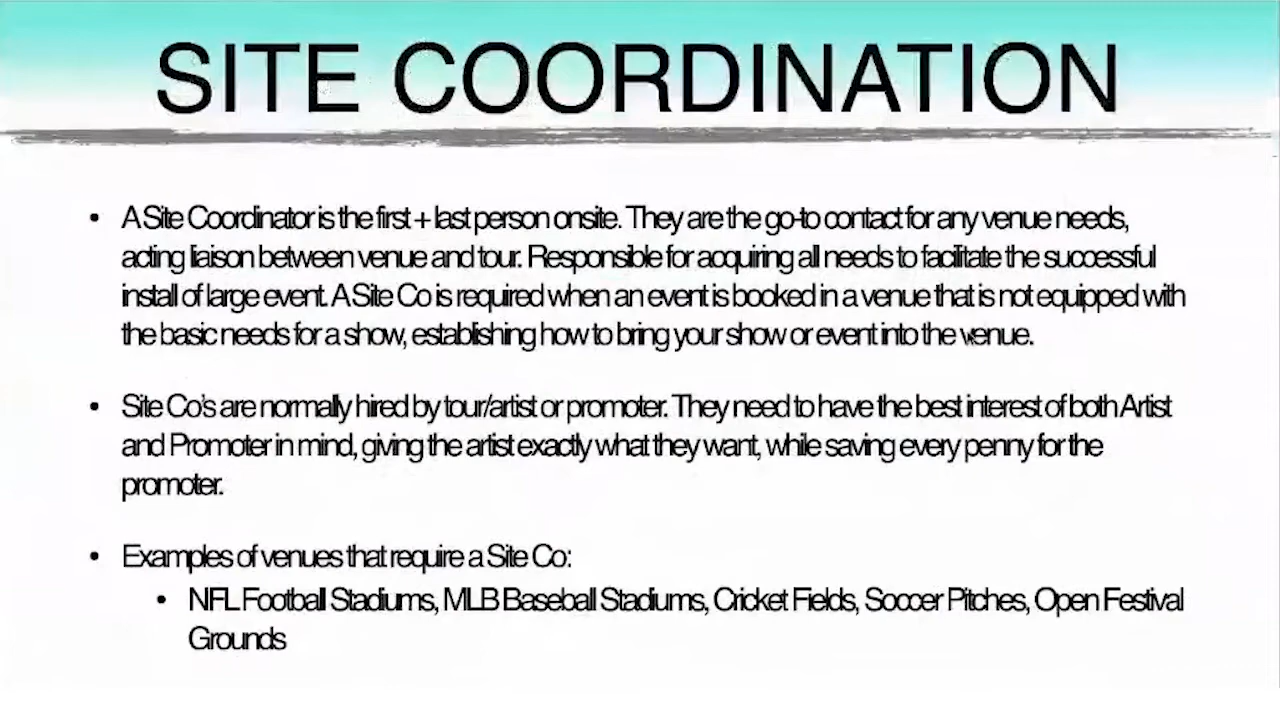 SITE COORDINATION
• A Site Coordinator is the first + last person onsite. They are the go-to contact for any venue needs,
acting liaison between venue and tour. Responsible for acquiring all needs to facilitate the successful
install of large event. A Site Co is required when an event is booked in a venue that is not equipped with
the basic needs for a show, establishing how to bring your show or event into the venue.
• Site Co's are normally hired by tour/artist or promoter. They need to have the best interest of both Artist
and Promoter in mind, giving the artist exactly what they want, while saving every penny for the
promoter.
• Examples of venues that require a Site Co:
• NFL Football Stadiums, MLB Baseball Stadiums, Cricket Fields, Soccer Pitches, Open Festival
Grounds